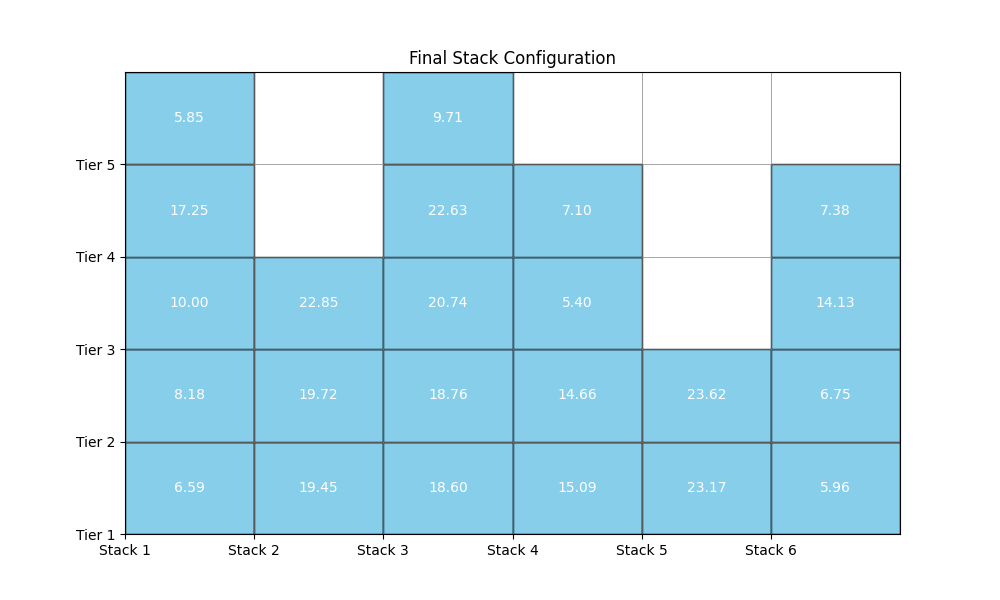 Final Stack Configuration
5.85 9.71
Tier 5
17.25 22.63 7.10 7.38
Tier 4
10.00 22.85 20.74 5.40 14.13
Tier 3
8.18 19.72 18.76 14.66 23.62 6.75
Tier 2
6.59 19.45 18.60 15.09 23.17 5.96
Tier 1
Stack 1 Stack 2 Stack 3 Stack 4 Stack 5 Stack 6